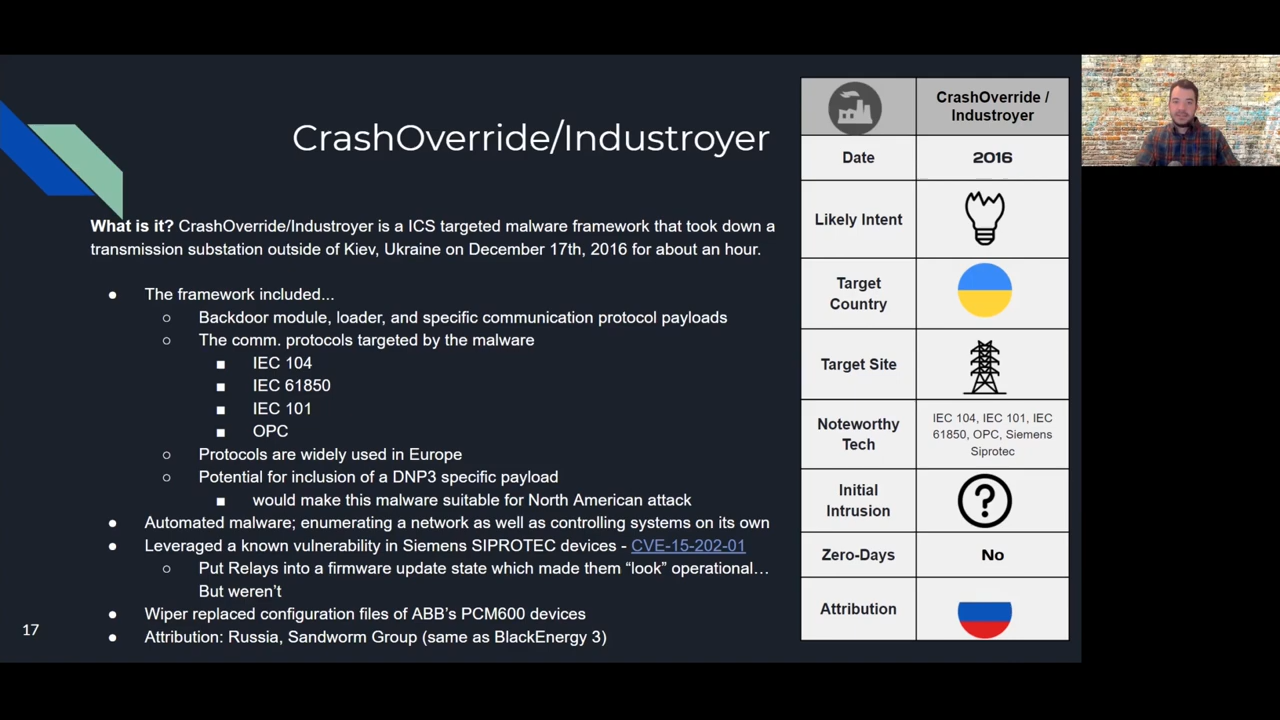 CrashOverride/Industroyer
What is it? CrashOverride/Industroyer is a ICS targeted malware framework that took down a
transmission substation outside of Kiev, Ukraine on December 17th, 2016 for about an hour.
● The framework included...
○ Backdoor module, loader, and specific communication protocol payloads
○ The comm. protocols targeted by the malware
■ IEC 104
■ IEC 61850
■ IEC 101
■ OPC
○ Protocols are widely used in Europe
○ Potential for inclusion of a DNP3 specific payload
■ would make this malware suitable for North American attack
● Automated malware; enumerating a network as well as controlling systems on its own
● Leveraged a known vulnerability in Siemens SIPROTEC devices - CVE-15-202-01
○ Put Relays into a firmware update state which made them “look” operational…
But weren’t
● Wiper replaced configuration files of ABB’s PCM600 devices
● Attribution: Russia, Sandworm Group (same as BlackEnergy 3)
17
CrashOverride /
Industroyer
Date 2016
Likely Intent
Target
Country
Target Site
Noteworthy
Tech
IEC 104, IEC 101, IEC
61850, OPC, Siemens
Siprotec
Initial
Intrusion
?
Zero-Days No
Attribution